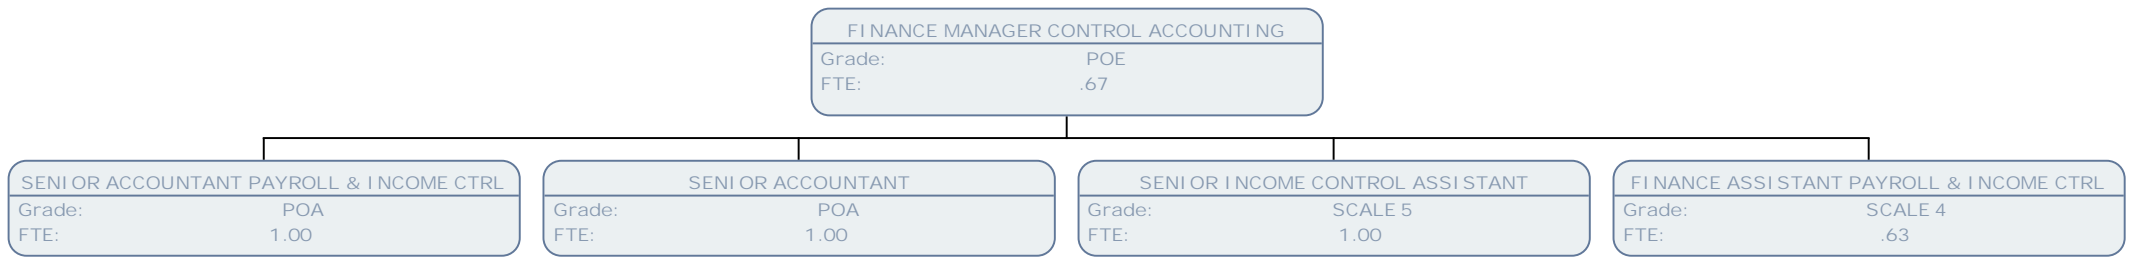 FINANCE MANAGER CONTROL ACCOUNTING
Grade: POE
FTE: .67
SENIOR ACCOUNTANT PAYROLL & INCOME CTRL
Grade: POA
FTE: 1.00
SENIOR ACCOUNTANT
Grade: POA
FTE: 1.00
SENIOR INCOME CONTROL ASSISTANT
Grade: SCALE 5
FTE: 1.00
FINANCE ASSISTANT PAYROLL & INCOME CTRL
Grade: SCALE 4
FTE: .63